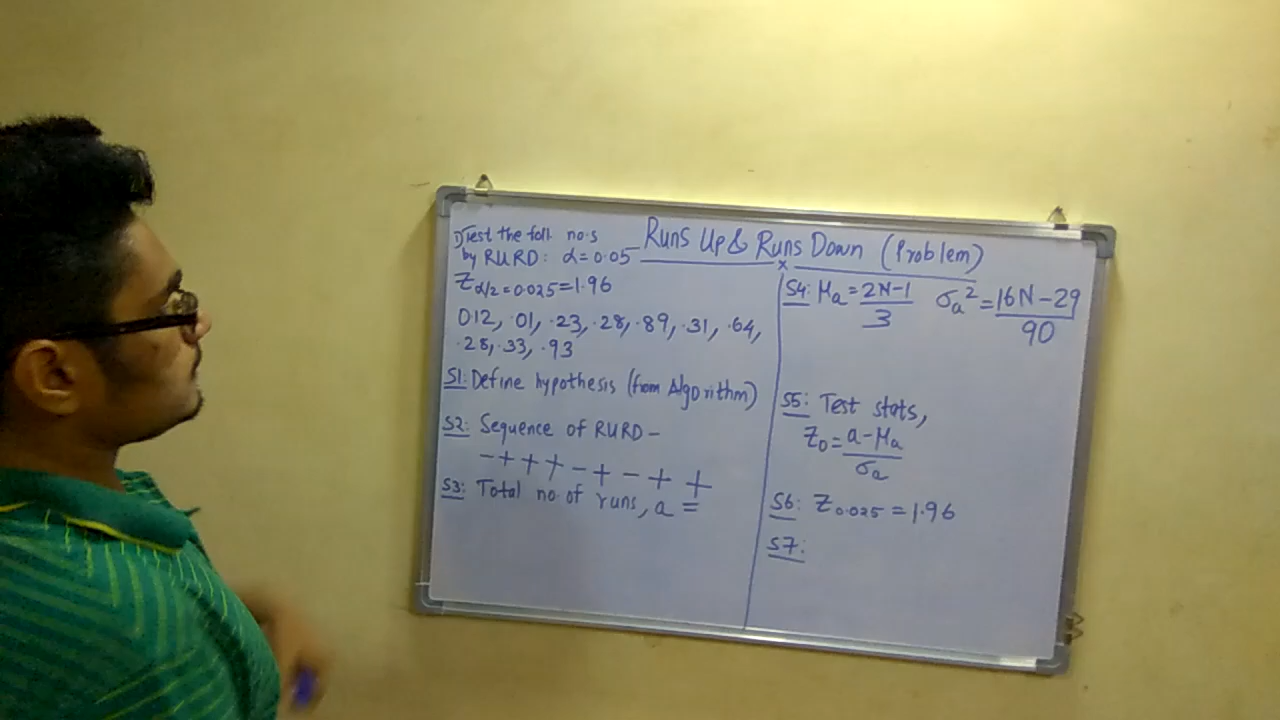 Runs Up & Runs Down (Problem)
1) Test the foll. no.s
by RURD: α=0.05
Z α/2=0.025=1.96
0.12, .01, .23, .28, .89, .31, .64,
.28, .33, .93
S1: Define hypothesis (from Algorithm)
S2: Sequence of RURD -
- + + + - + - + +
S3: Total no. of runs, a =
S4: μa = 2N-1 / 3 σa² = 16N-29 / 90
S5: Test stats,
Z0 = a-μa / σa
S6: Z0.025 = 1.96
S7: